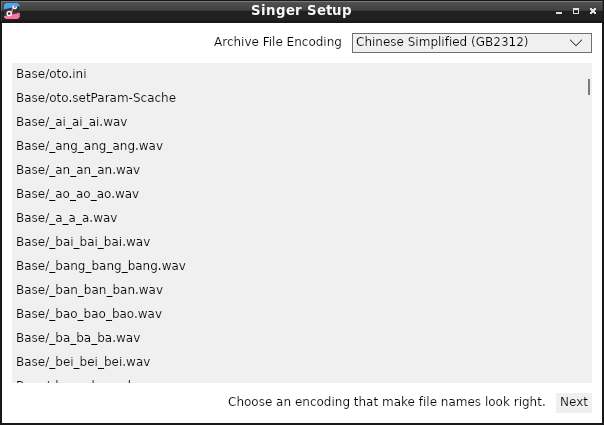 Singer Setup
Archive File Encoding
Chinese Simplified (GB2312)
Base/oto.ini
Base/oto.setParam-Scache
Base/_ai_ai_ai.wav
Base/_ang_ang_ang.wav
Base/_an_an_an.wav
Base/_ao_ao_ao.wav
Base/_a_a_a.wav
Base/_bai_bai_bai.wav
Base/_bang_bang_bang.wav
Base/_ban_ban_ban.wav
Base/_bao_bao_bao.wav
Base/_ba_ba_ba.wav
Base/_bei_bei_bei.wav
Choose an encoding that make file names look right.
Next